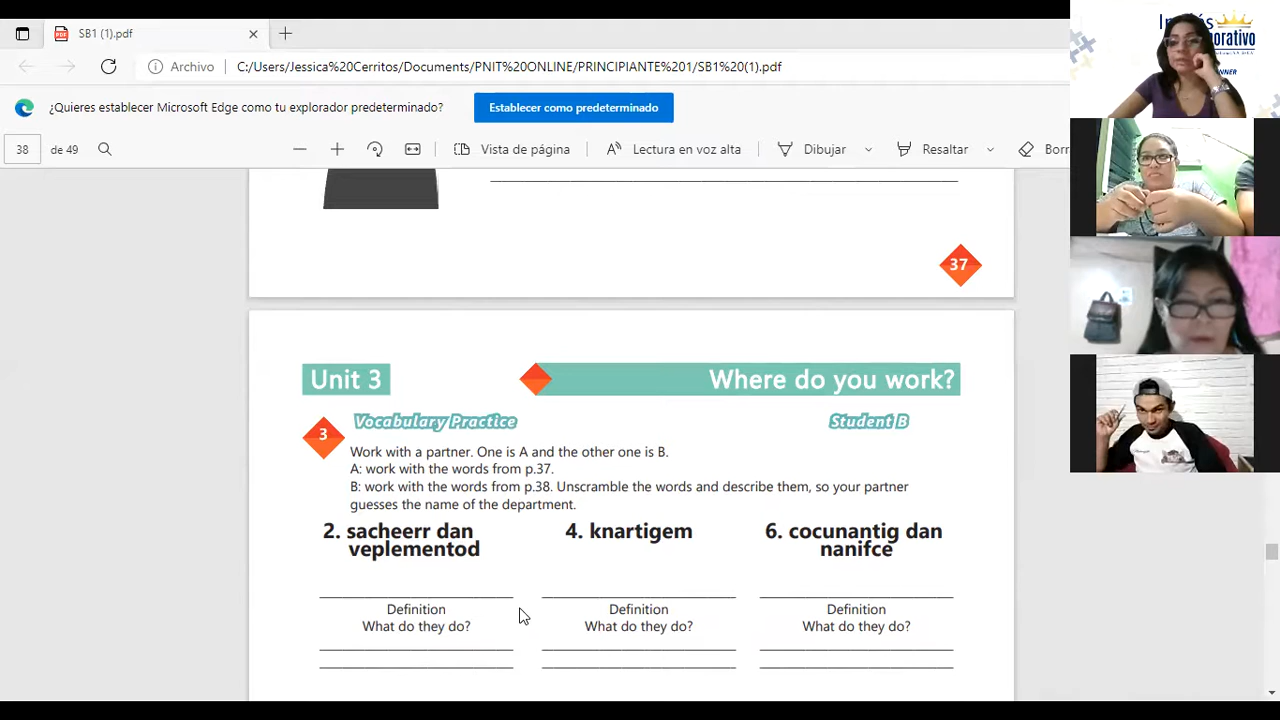 SB1 (1).pdf
Archivo
C:/Users/Jessica%20Cerritos/Documents/PNIT%20ONLINE/PRINCIPIANTE%201/SB1%20(1).pdf
¿Quieres establecer Microsoft Edge como tu explorador predeterminado?
Establecer como predeterminado
38
de 49
Vista de página
Lectura en voz alta
Dibujar
Resaltar
Borr
37
Unit 3
Where do you work?
3
Vocabulary Practice
Student B
Work with a partner. One is A and the other one is B.
A: work with the words from p.37.
B: work with the words from p.38. Unscramble the words and describe them, so your partner
guesses the name of the department.
2. sacheerr dan
veplementod
4. knartigem
6. cocunantig dan
nanifce
Definition
What do they do?
Definition
What do they do?
Definition
What do they do?